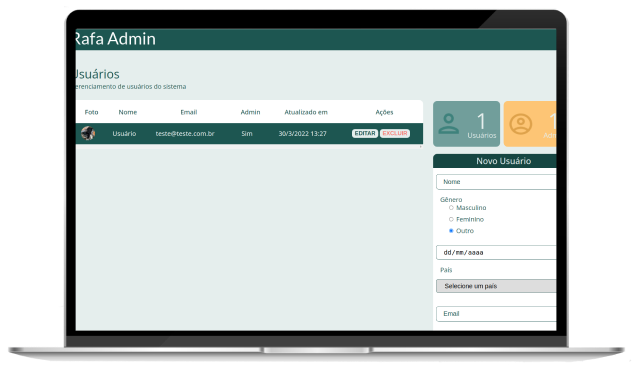 Rafa Admin
Usuários
erenciamento de usuários do sistema
Foto Nome Email Admin Atualizado em Ações
Usuário teste@teste.com.br Sim 30/3/2022 13:27 EDITAR EXCLUIR
1
Usuários
1
Novo Usuário
Nome
Gênero
Masculino
Feminino
Outro
dd/mm/aaaa
País
Selecione um país
Email